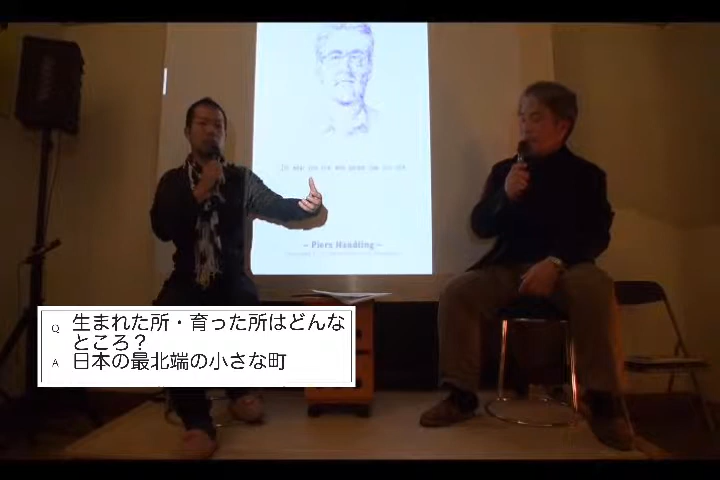 — Piers Handling —
Q 生まれた所・育った所はどんな
ところ？
A 日本の最北端の小さな町